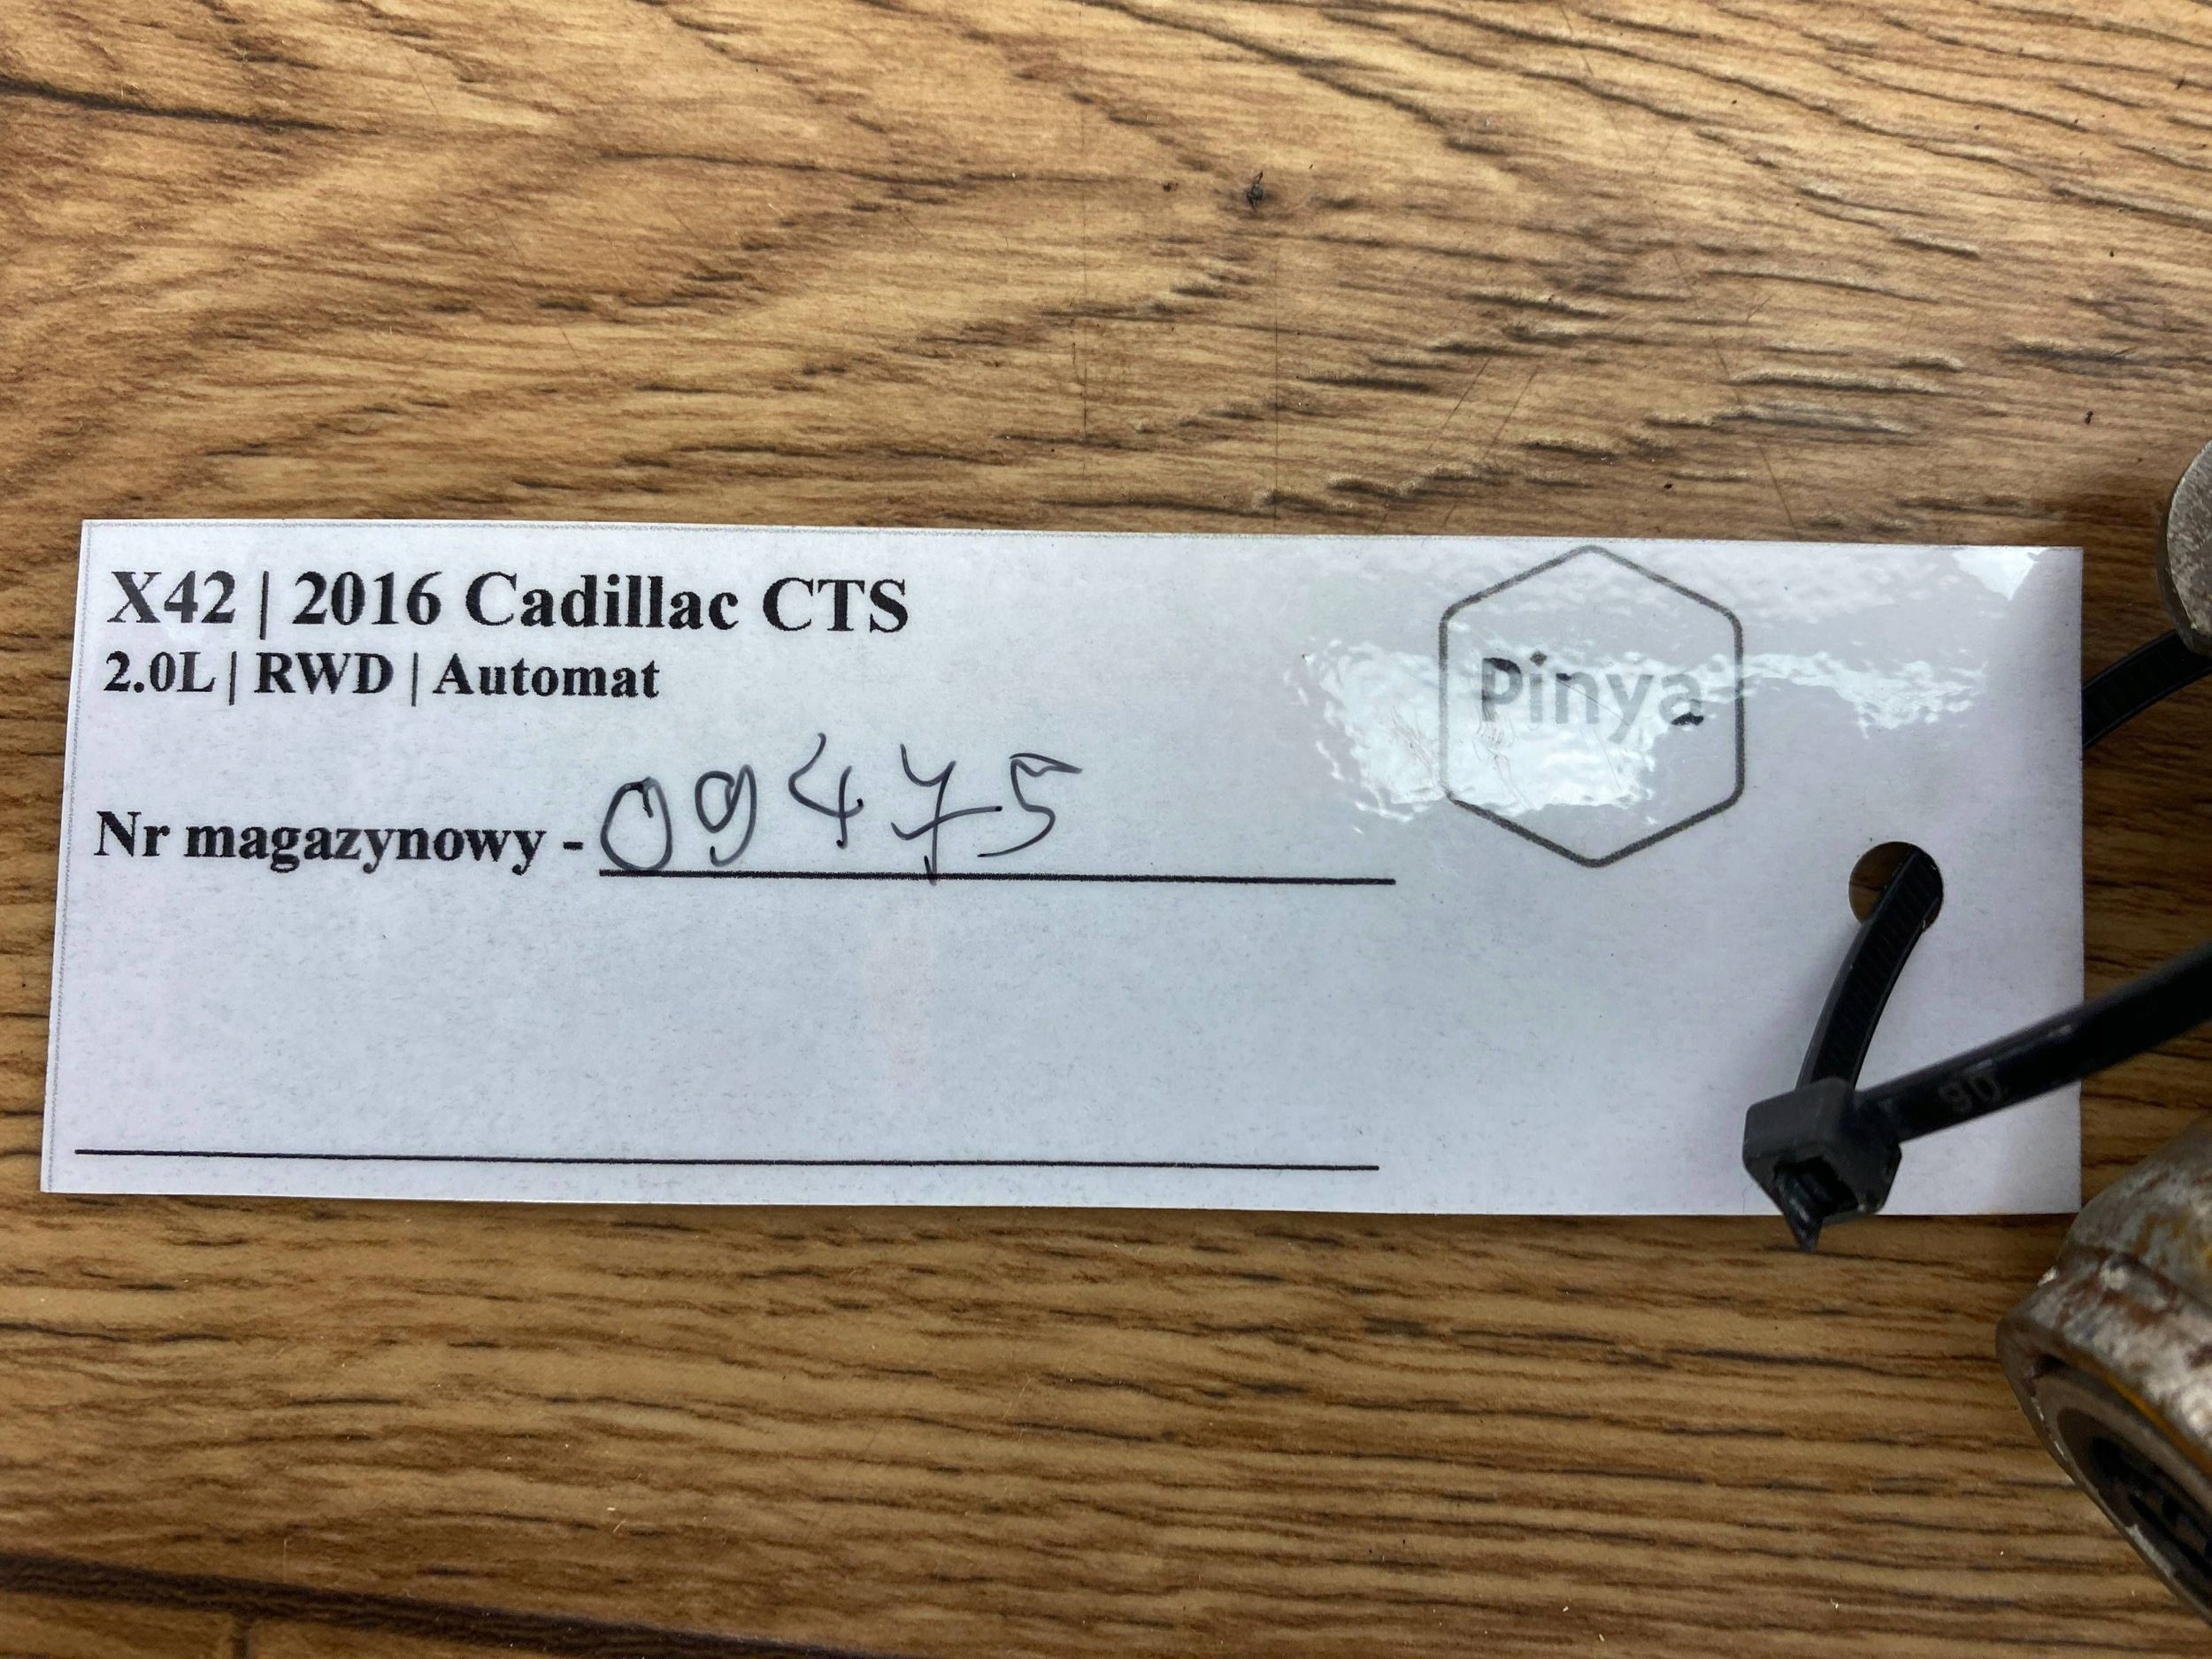 X42 | 2016 Cadillac CTS
2.0L | RWD | Automat
Nr magazynowy - 09475
Pinya